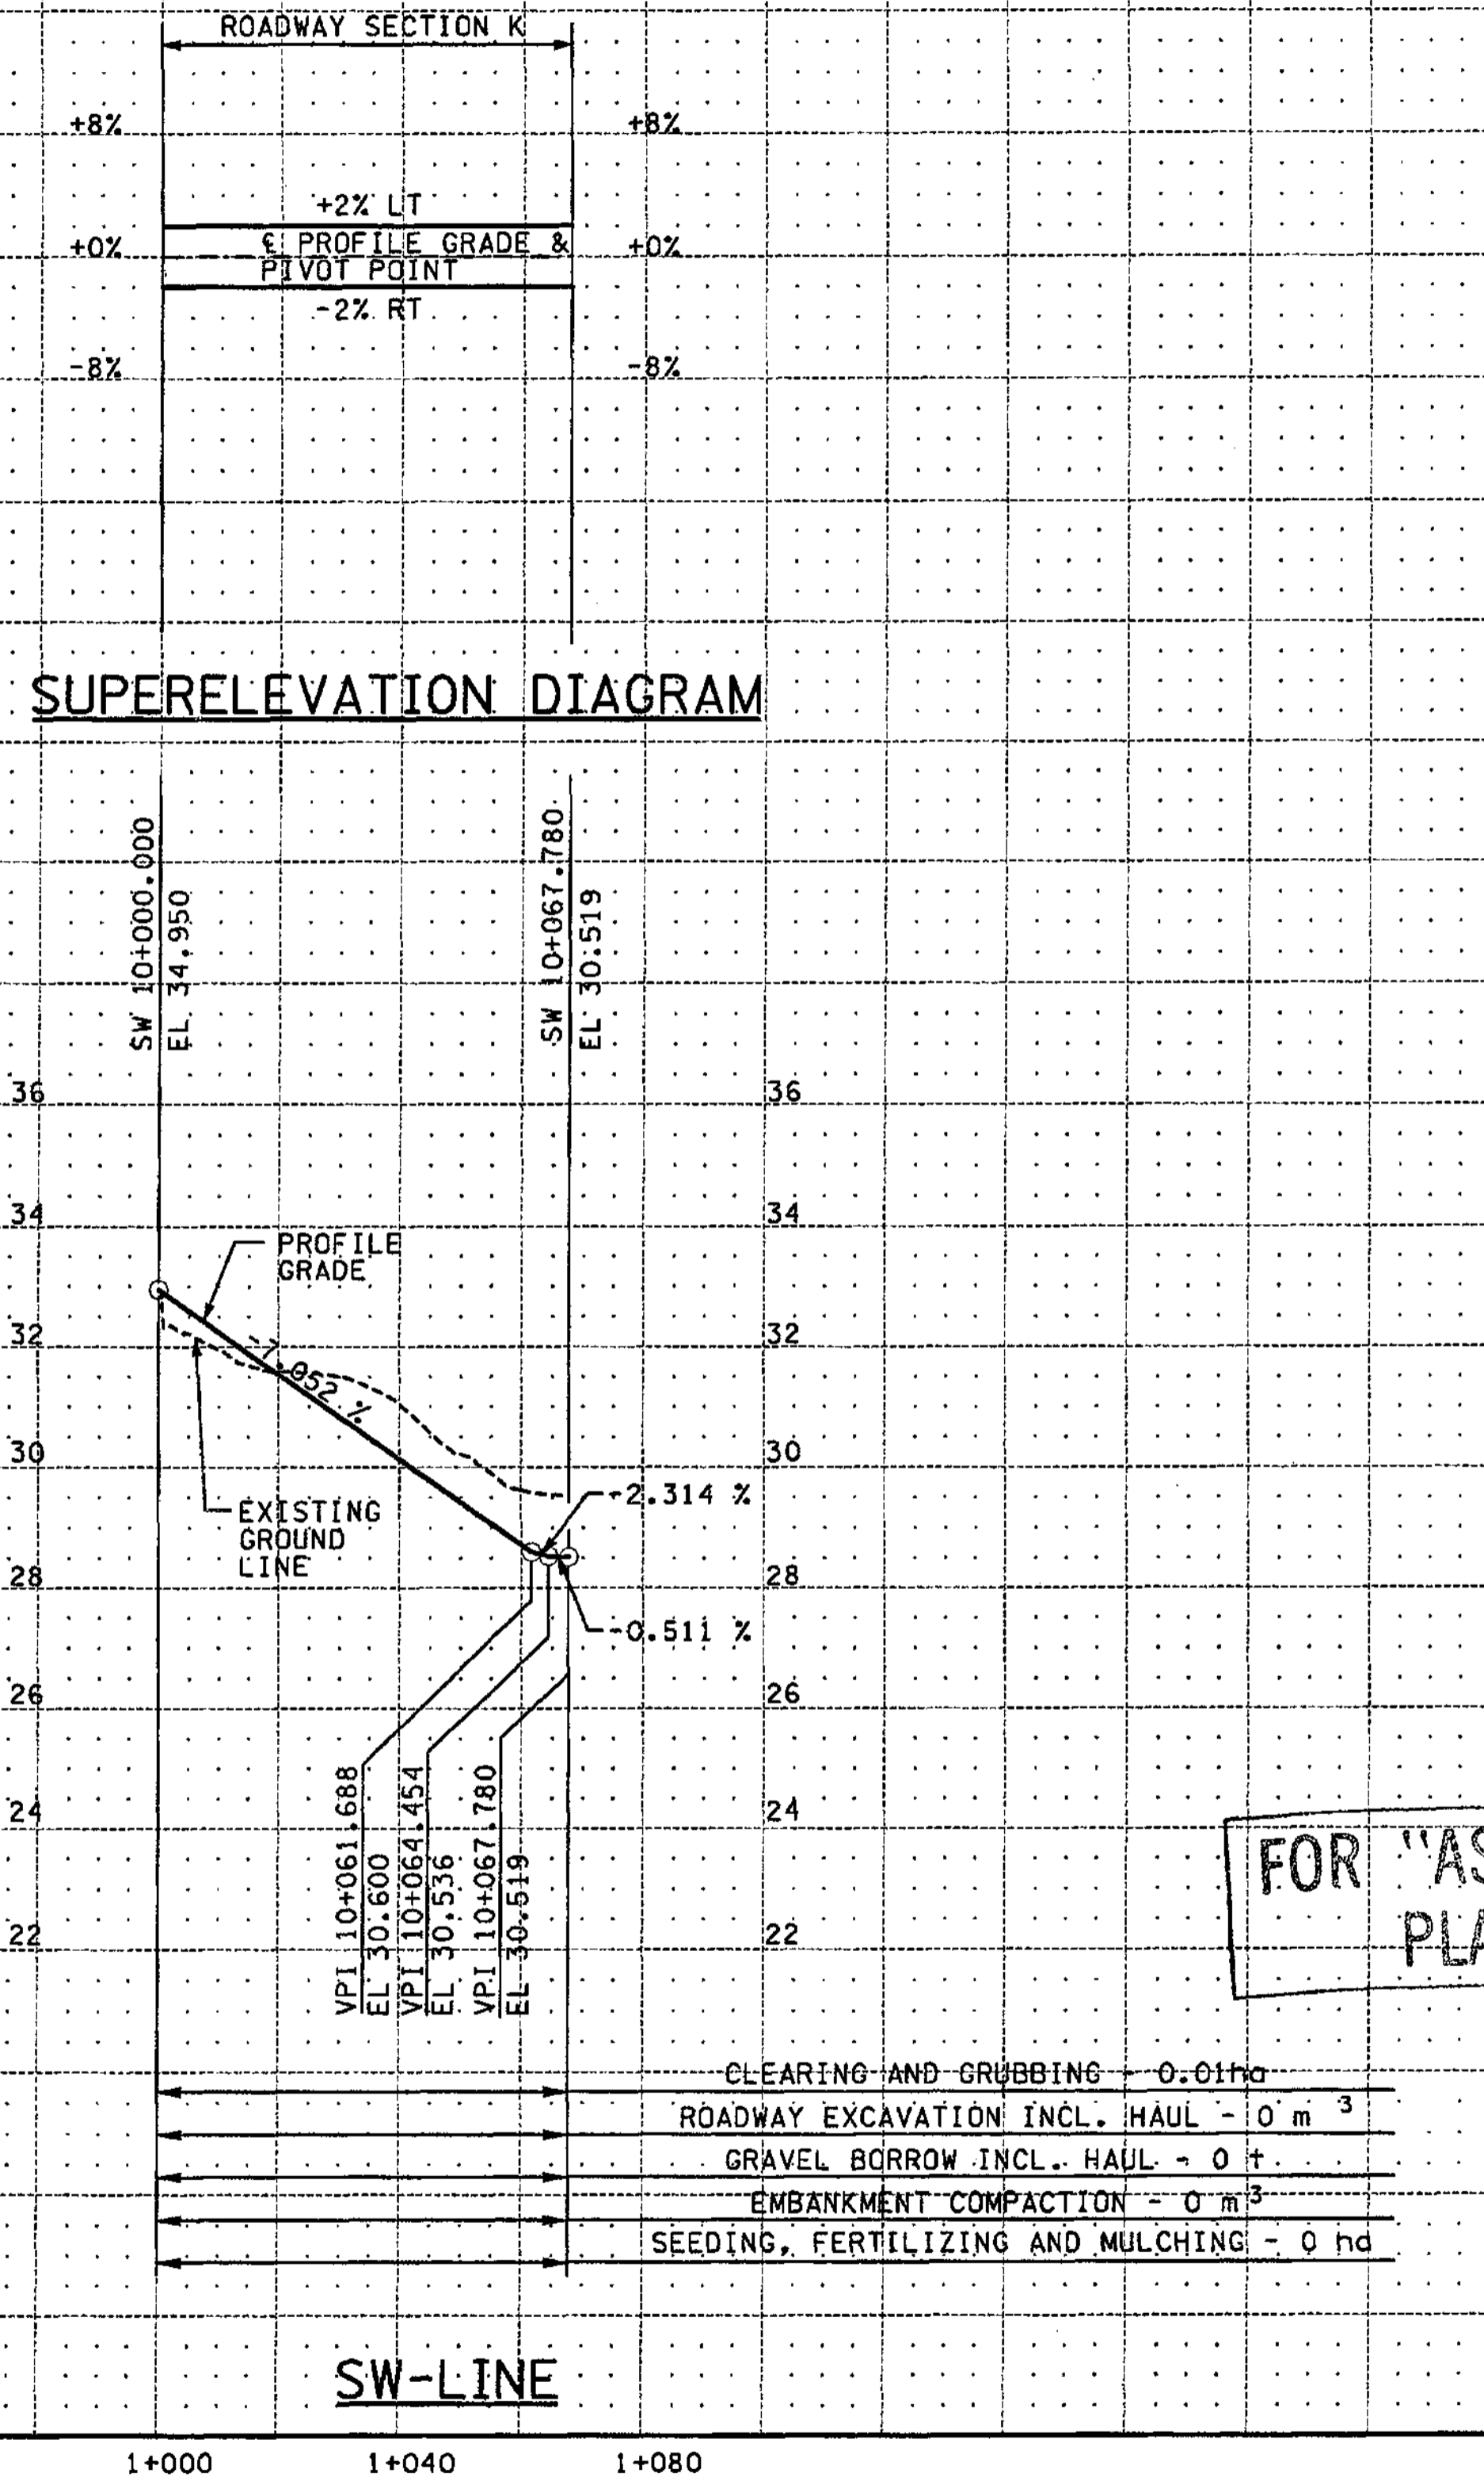 ROADWAY SECTION K
+8%
+8%
+2% LT
+0%
℄ PROFILE GRADE &
PIVOT POINT
+0%
-2% RT
-8%
-8%
SUPERELEVATION DIAGRAM
SW 10+000.000
EL 34.950
SW 10+067.780
EL 30.519
36
36
34
34
PROFILE
GRADE
32
32
-7.052 %
30
30
-2.314 %
EXISTING
GROUND
LINE
28
28
-0.511 %
26
26
VPI 10+061.688
EL 30.600
VPI 10+064.454
EL 30.536
VPI 10+067.780
EL 30.519
24
24
FOR "AS
PLA
22
22
CLEARING AND GRUBBING - 0.01ha
ROADWAY EXCAVATION INCL. HAUL - 0 m 3
GRAVEL BORROW INCL. HAUL - 0 t
EMBANKMENT COMPACTION - 0 m3
SEEDING, FERTILIZING AND MULCHING - 0 ha
SW-LINE
1+000
1+040
1+080